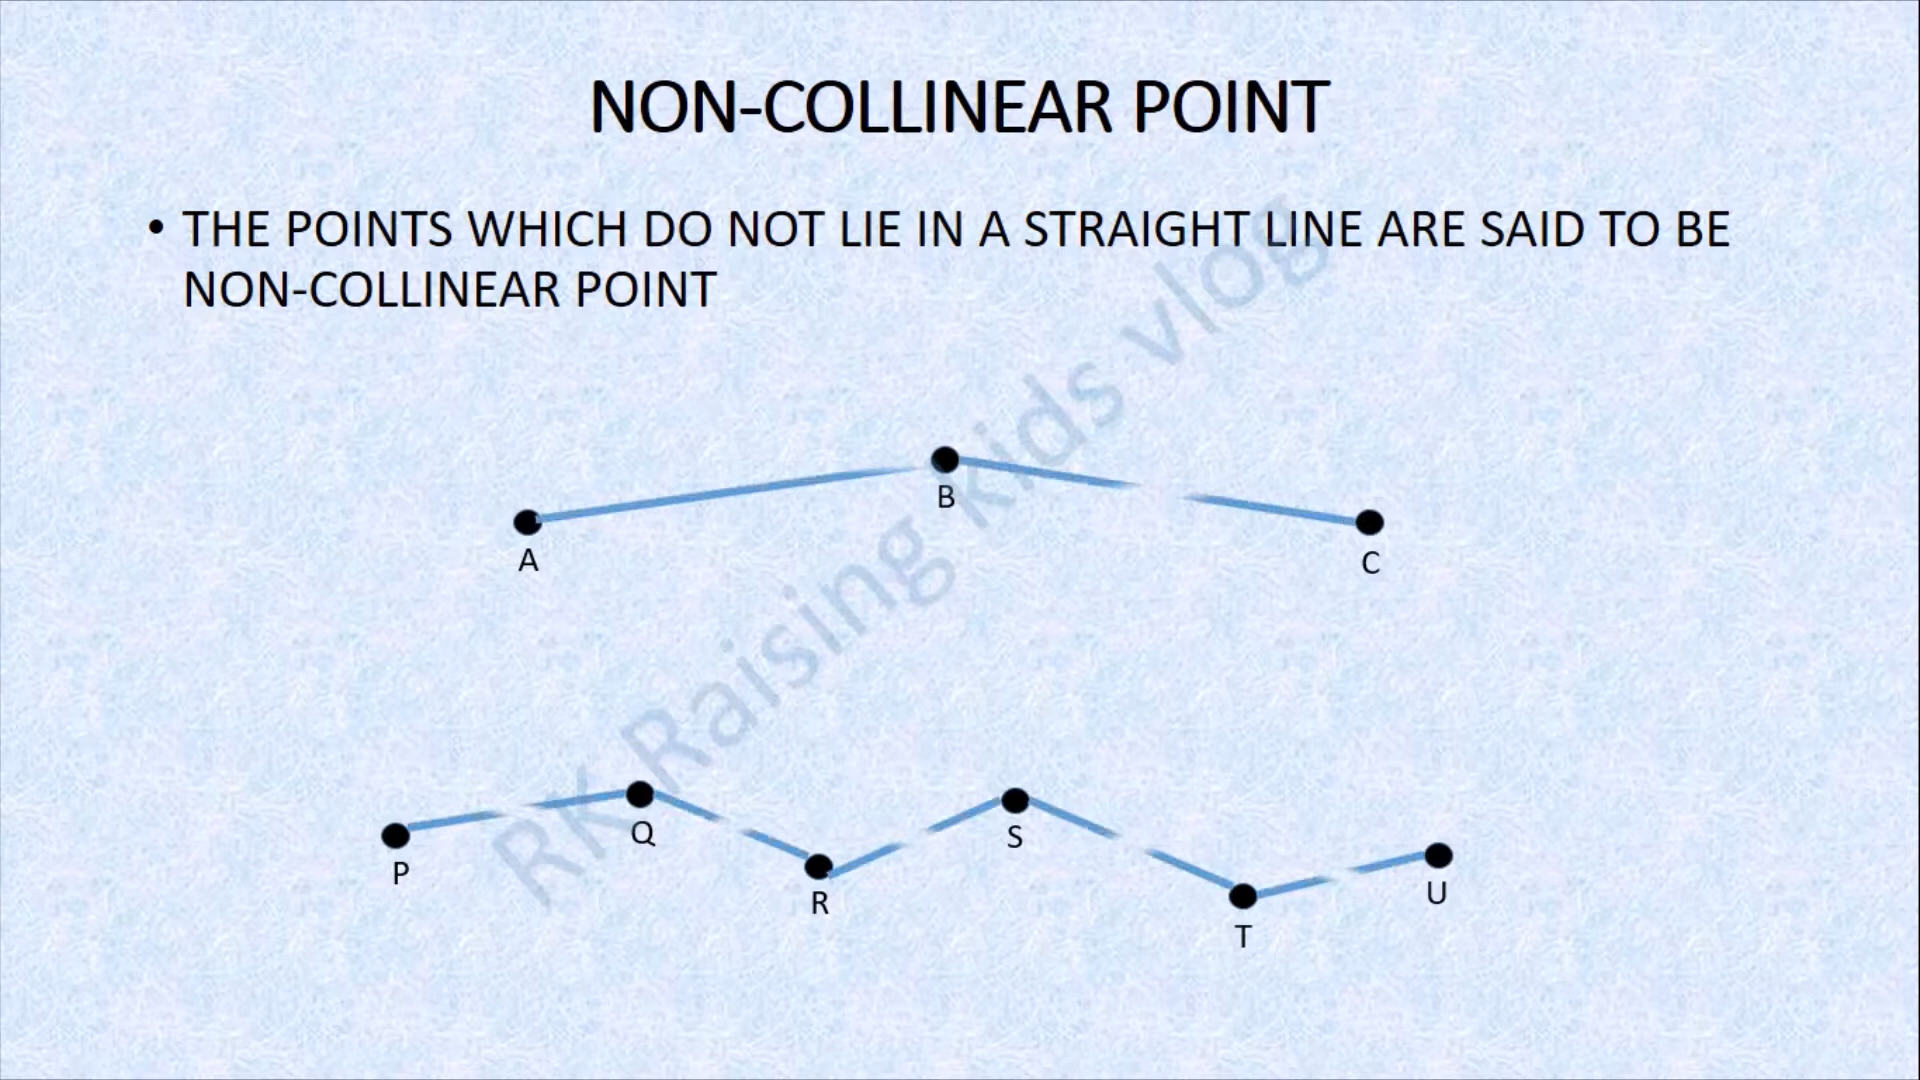 NON-COLLINEAR POINT
• THE POINTS WHICH DO NOT LIE IN A STRAIGHT LINE ARE SAID TO BE
NON-COLLINEAR POINT
B
A
C
Q
S
P
R
U
T
RK Raising kids vlog